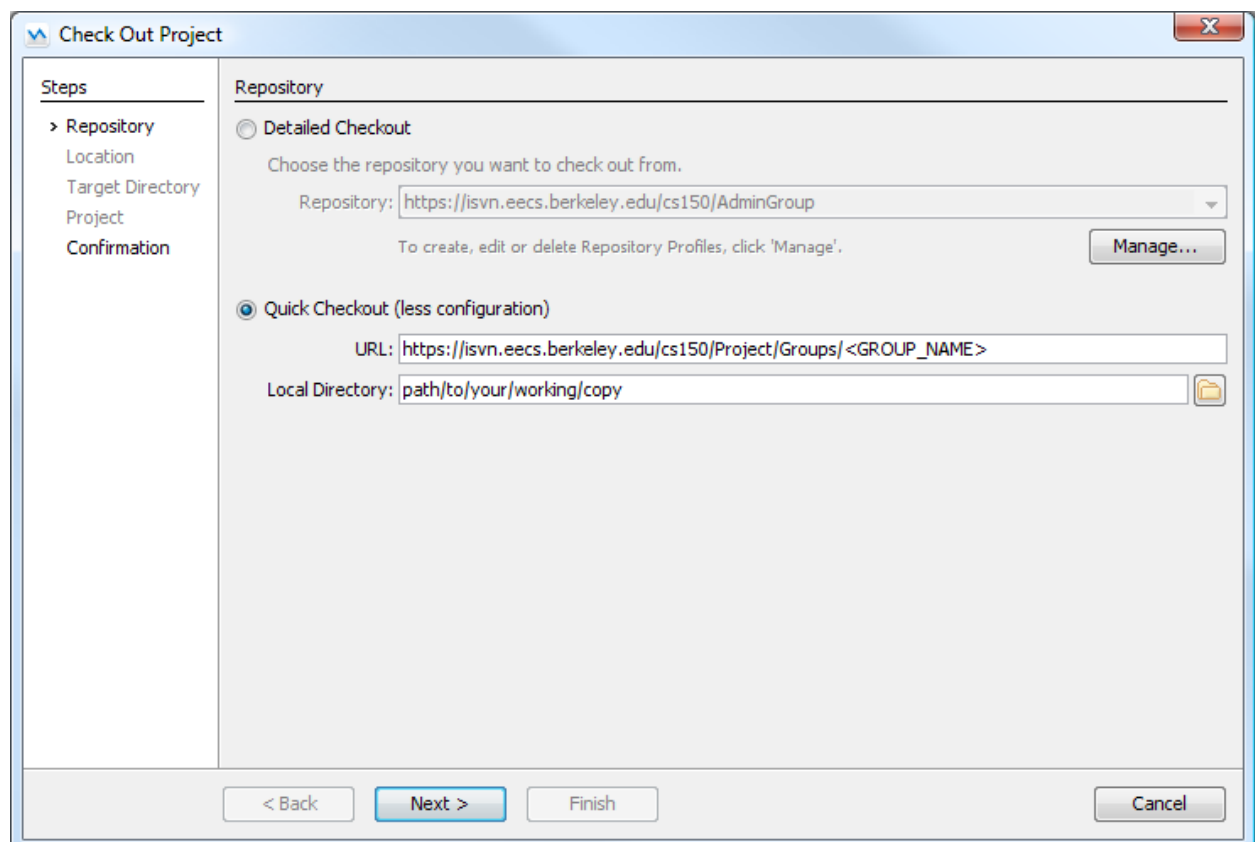 Check Out Project
Steps
> Repository
Location
Target Directory
Project
Confirmation
Repository
Detailed Checkout
Choose the repository you want to check out from.
Repository: https://isvn.eecs.berkeley.edu/cs150/AdminGroup
To create, edit or delete Repository Profiles, click 'Manage'. Manage...
Quick Checkout (less configuration)
URL: https://isvn.eecs.berkeley.edu/cs150/Project/Groups/<GROUP_NAME>
Local Directory: path/to/your/working/copy
< Back Next > Finish Cancel